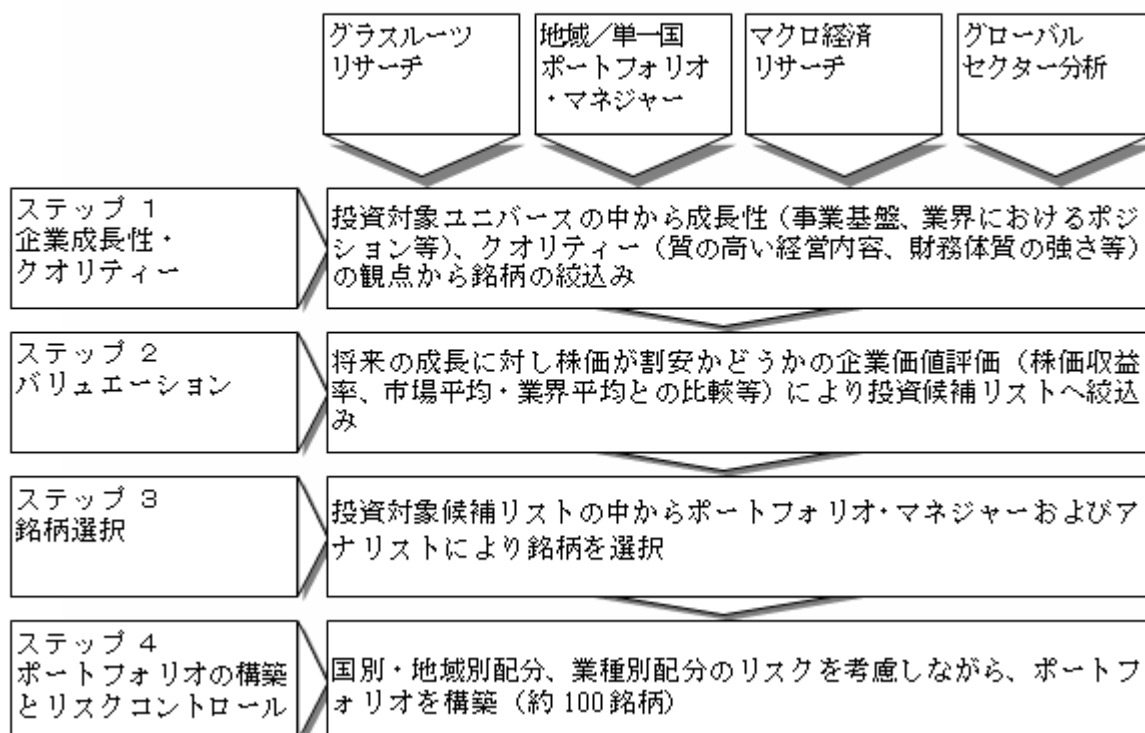 グラスルーツ
リサーチ
地域／単一国
ポートフォリオ
・マネジャー
マクロ経済
リサーチ
グローバル
セクター分析
ステップ １
企業成長性・
クオリティー
投資対象ユニバースの中から成長性（事業基盤、業界におけるポジ
ション等）、クオリティー（質の高い経営内容、財務体質の強さ等）
の観点から銘柄の絞込み
ステップ ２
バリュエーション
将来の成長に対し株価が割安かどうかの企業価値評価（株価収益
率、市場平均・業界平均との比較等）により投資候補リストへ絞込
み
ステップ ３
銘柄選択
投資対象候補リストの中からポートフォリオ・マネジャーおよびア
ナリストにより銘柄を選択
ステップ ４
ポートフォリオの構築
とリスクコントロール
国別・地域別配分、業種別配分のリスクを考慮しながら、ポートフ
ォリオを構築（約 100 銘柄）